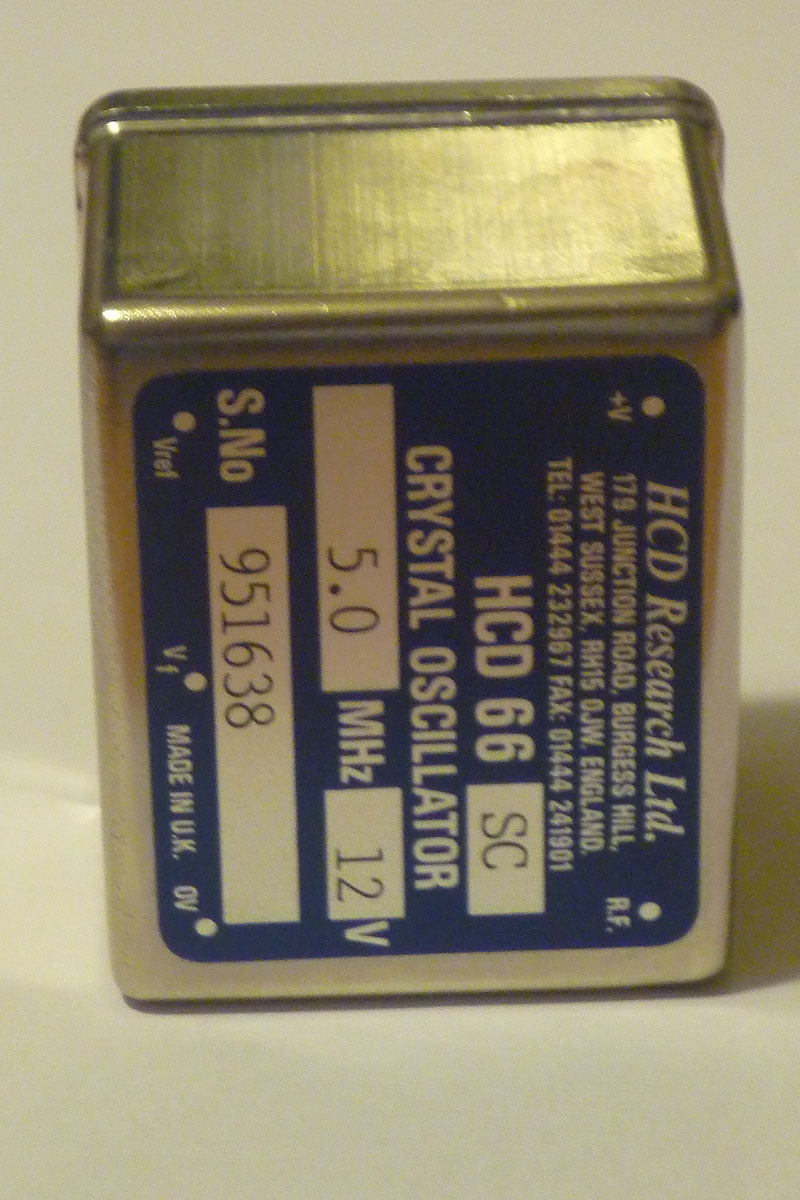 +V
R.F.
HCD Research Ltd.
179 JUNCTION ROAD, BURGESS HILL,
WEST SUSSEX, RH15 0JW, ENGLAND.
TEL: 01444 232967 FAX: 01444 241901
HCD 66 SC
CRYSTAL OSCILLATOR
5.0 MHz 12 V
S.No 951638
Vref
Vf
MADE IN U.K.
0V